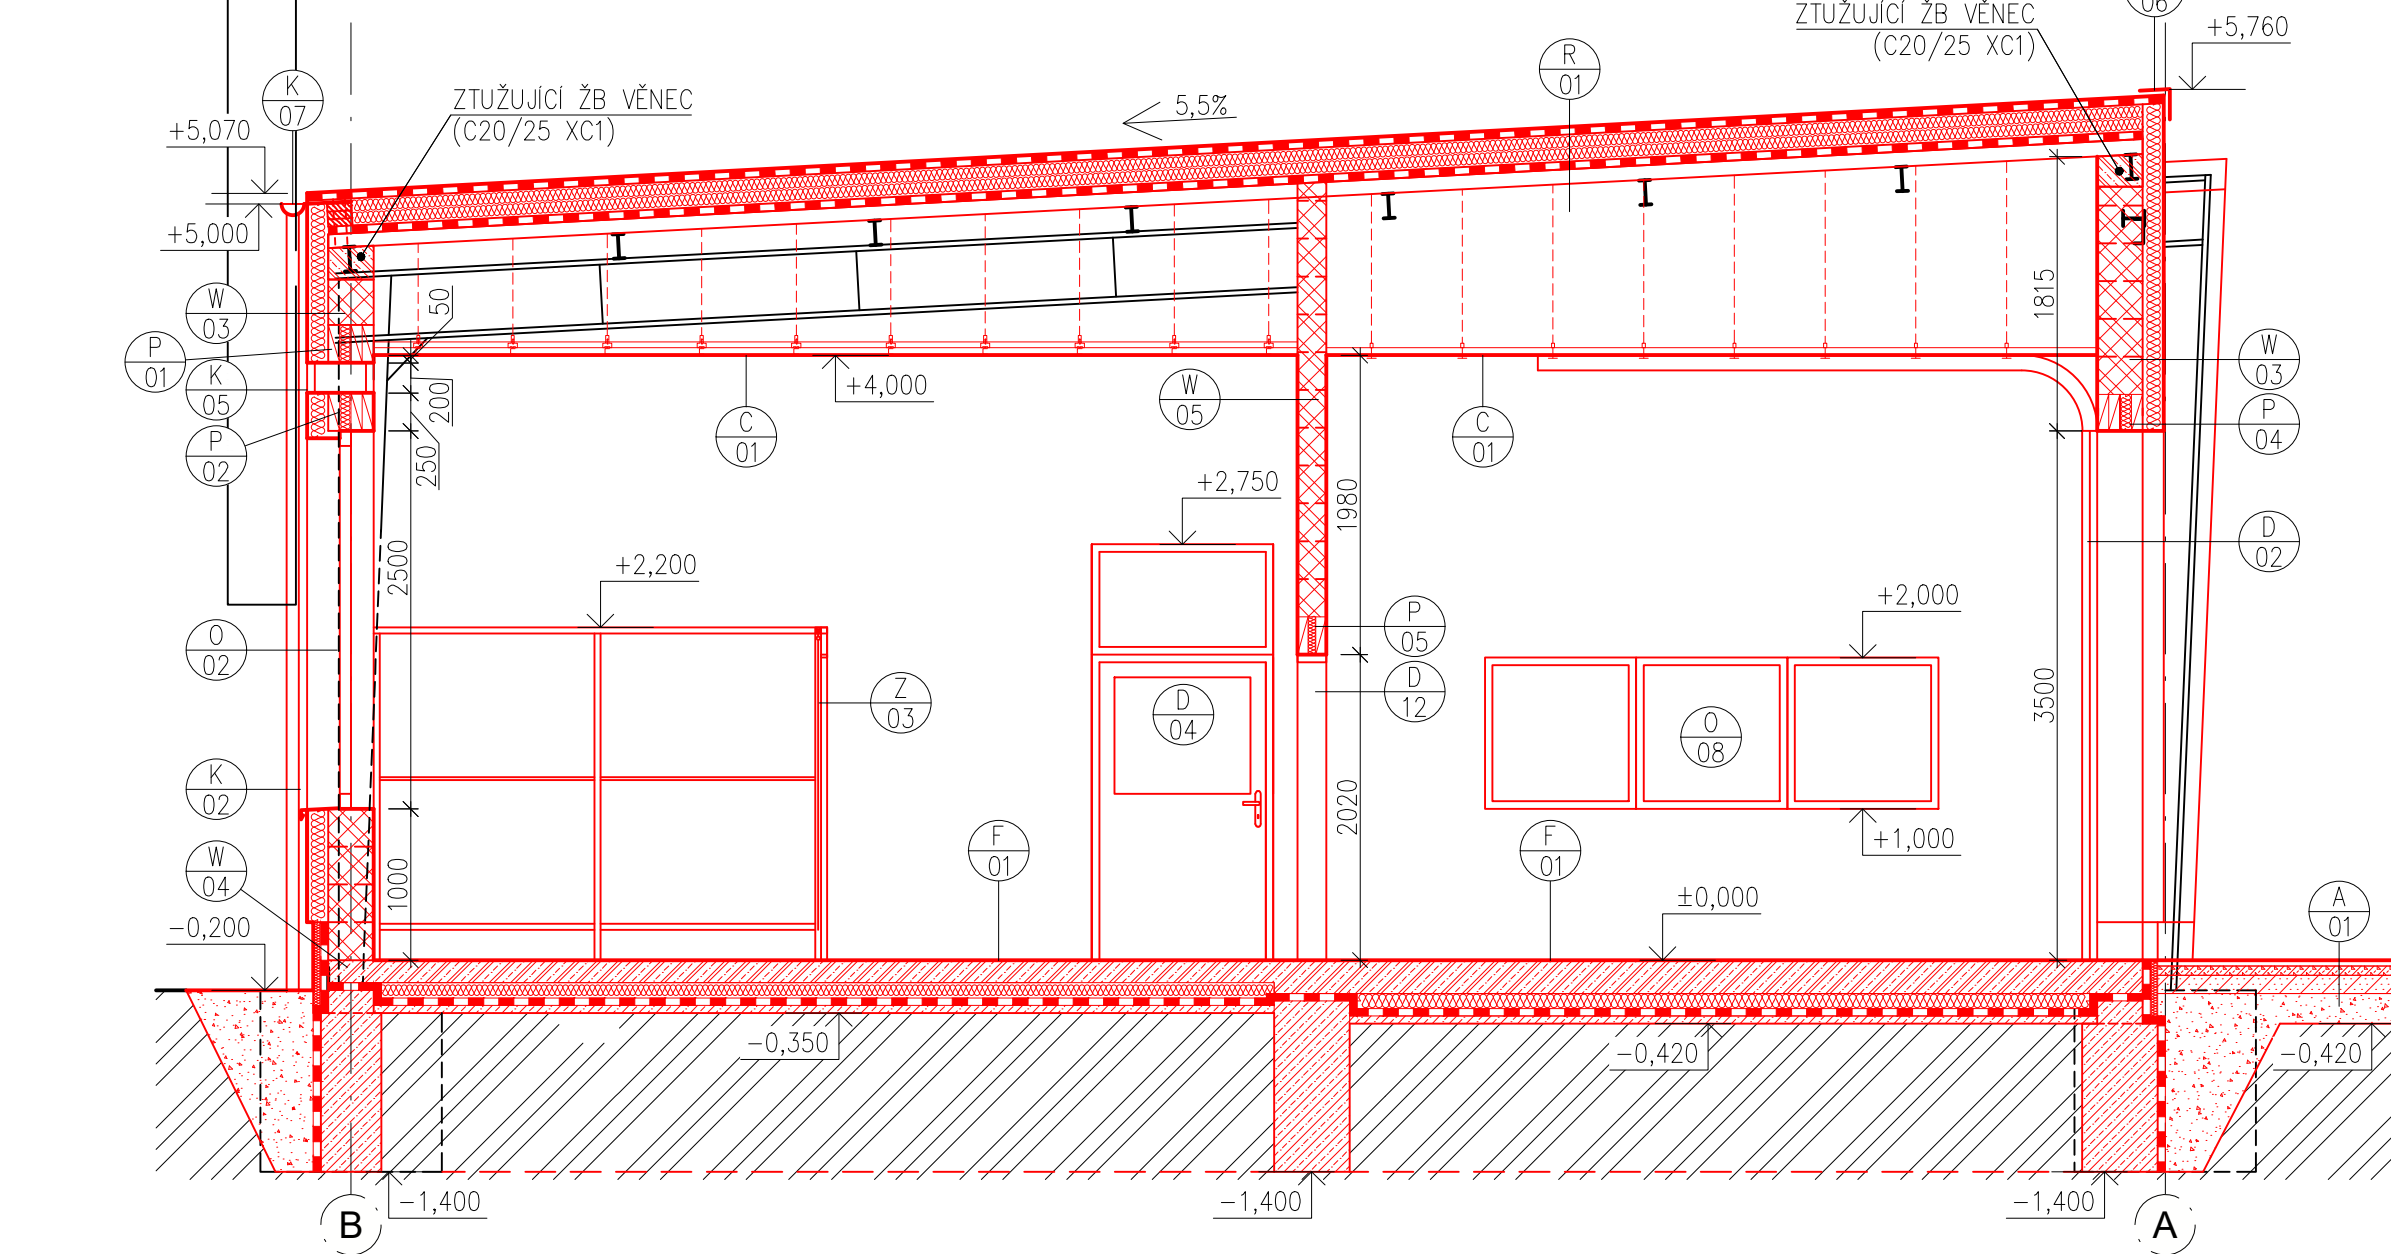 06
ZTUŽUJÍCÍ ŽB VĚNEC
(C20/25 XC1)
+5,760
K
07
R
01
ZTUŽUJÍCÍ ŽB VĚNEC
(C20/25 XC1)
5,5%
+5,070
+5,000
W
03
50
1815
P
01
K
05
200
+4,000
W
05
W
03
C
01
C
01
P
04
P
02
250
+2,750
1980
D
02
2500
+2,200
+2,000
O
02
P
05
Z
03
D
12
D
04
O
08
3500
K
02
2020
+1,000
W
04
1000
F
01
F
01
±0,000
A
01
-0,200
-0,350
-0,420
-0,420
-1,400
-1,400
-1,400
B
A